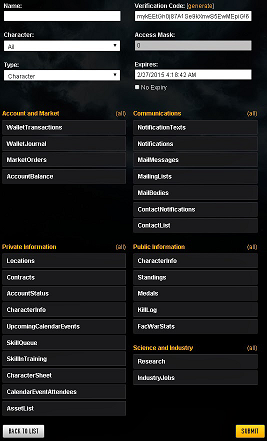 Name:
Verification Code: [generate]
Character:
Access Mask:
All
0
Type:
Expires:
Character
2/27/2015 4:18:42 AM
No Expiry
Account and Market (all)
WalletTransactions
WalletJournal
MarketOrders
AccountBalance
Communications (all)
NotificationTexts
Notifications
MailMessages
MailingLists
MailBodies
ContactNotifications
ContactList
Private Information (all)
Locations
Contracts
AccountStatus
CharacterInfo
UpcomingCalendarEvents
SkillQueue
SkillInTraining
CharacterSheet
CalendarEventAttendees
AssetList
Public Information (all)
CharacterInfo
Standings
Medals
KillLog
FacWarStats
Science and Industry (all)
Research
IndustryJobs
BACK TO LIST
SUBMIT